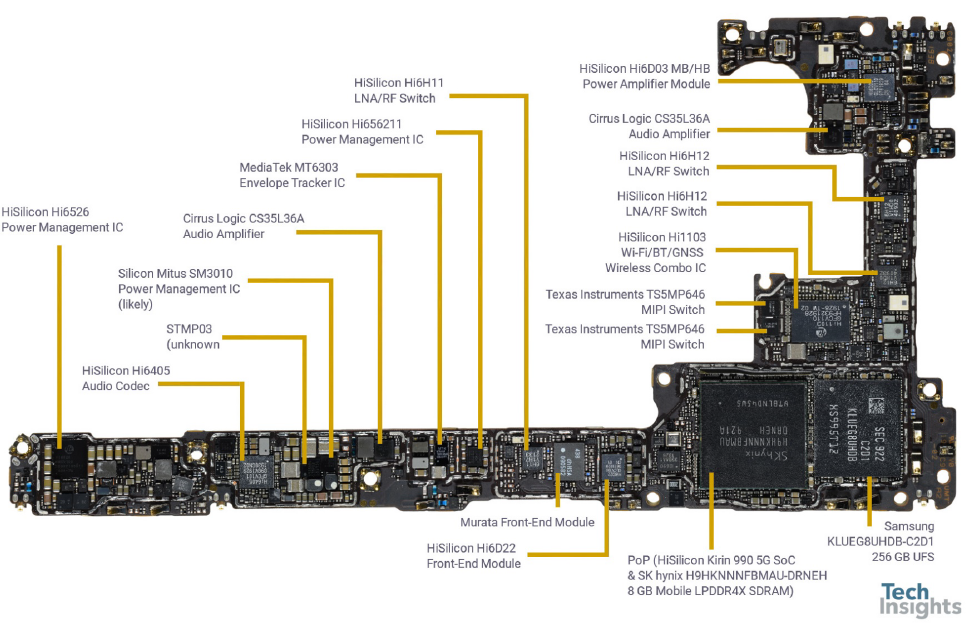 HiSilicon Hi6D03 MB/HB
Power Amplifier Module
HiSilicon Hi6H11
LNA/RF Switch
Cirrus Logic CS35L36A
Audio Amplifier
HiSilicon Hi656211
Power Management IC
HiSilicon Hi6H12
LNA/RF Switch
MediaTek MT6303
Envelope Tracker IC
HiSilicon Hi6H12
LNA/RF Switch
HiSilicon Hi6526
Power Management IC
Cirrus Logic CS35L36A
Audio Amplifier
HiSilicon Hi1103
Wi-Fi/BT/GNSS
Wireless Combo IC
Silicon Mitus SM3010
Power Management IC
(likely)
Texas Instruments TS5MP646
MIPI Switch
STMP03
(unknown
Texas Instruments TS5MP646
MIPI Switch
HiSilicon Hi6405
Audio Codec
SEC 922
KLUEG8UHDB
SK hynix
Murata Front-End Module
HiSilicon Hi6D22
Front-End Module
PoP (HiSilicon Kirin 990 5G SoC
& SK hynix H9HKNNNFBMAU-DRNEH
8 GB Mobile LPDDR4X SDRAM)
Samsung
KLUEG8UHDB-C2D1
256 GB UFS
Tech
Insights